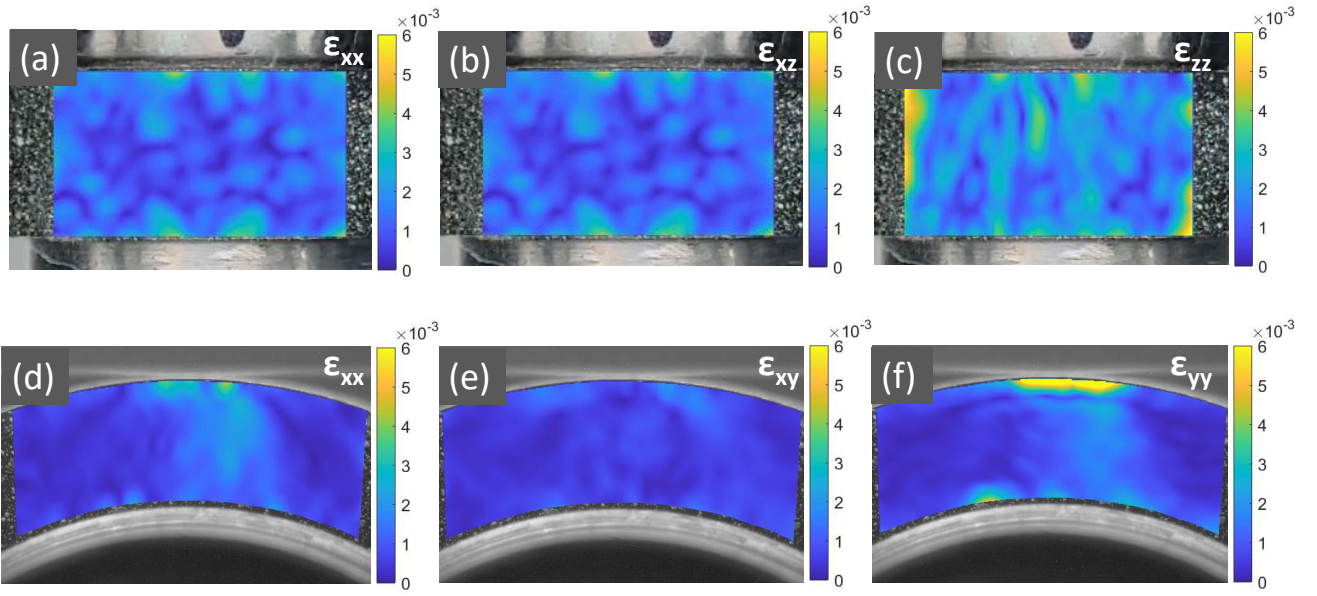 (a) εxx ×10⁻³ 6 5 4 3 2 1 0
(b) εxz ×10⁻³ 6 5 4 3 2 1 0
(c) εzz ×10⁻³ 6 5 4 3 2 1 0
(d) εxx ×10⁻³ 6 5 4 3 2 1 0
(e) εxy ×10⁻³ 6 5 4 3 2 1 0
(f) εyy ×10⁻³ 6 5 4 3 2 1 0